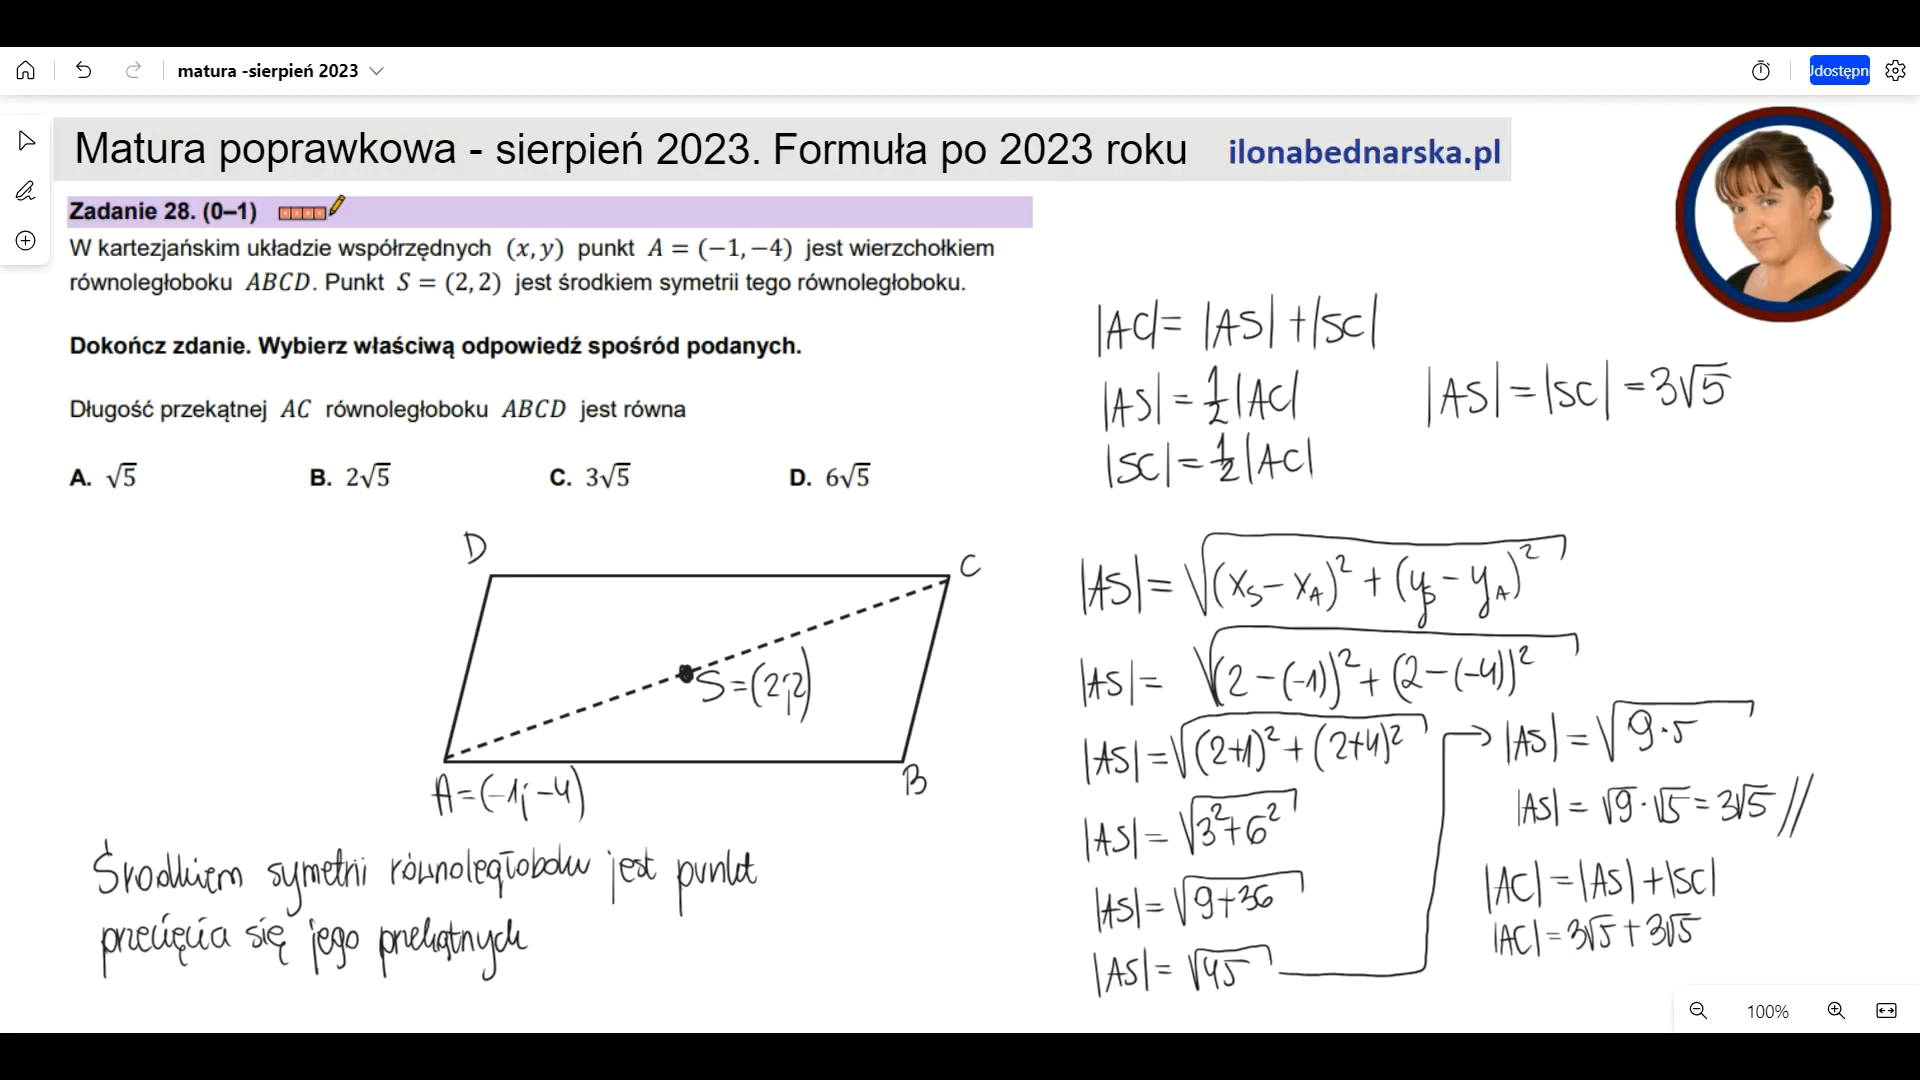 matura -sierpień 2023
Udostępni
Matura poprawkowa - sierpień 2023. Formuła po 2023 roku ilonabednarska.pl
Zadanie 28. (0–1)
W kartezjańskim układzie współrzędnych (x, y) punkt A = (−1, −4) jest wierzchołkiem
równoległoboku ABCD. Punkt S = (2, 2) jest środkiem symetrii tego równoległoboku.
Dokończ zdanie. Wybierz właściwą odpowiedź spośród podanych.
Długość przekątnej AC równoległoboku ABCD jest równa
A. √5 B. 2√5 C. 3√5 D. 6√5
D
C
S=(2;2)
A=(-1;-4)
B
Środkiem symetrii równoległoboku jest punkt
przecięcia się jego przekątnych
|AC|= |AS|+|SC|
|AS| = ½|AC|
|SC| = ½|AC|
|AS| = |SC| = 3√5
|AS| = √((xS − xA)² + (yS − yA)²)
|AS| = √((2−(−1))² + (2−(−4))²)
|AS| = √((2+1)² + (2+4)²)
|AS| = √(3²+6²)
|AS| = √(9+36)
|AS| = √45
→ |AS| = √(9·5)
|AS| = √9 · √5 = 3√5 //
|AC| = |AS| + |SC|
|AC| = 3√5 + 3√5
100%